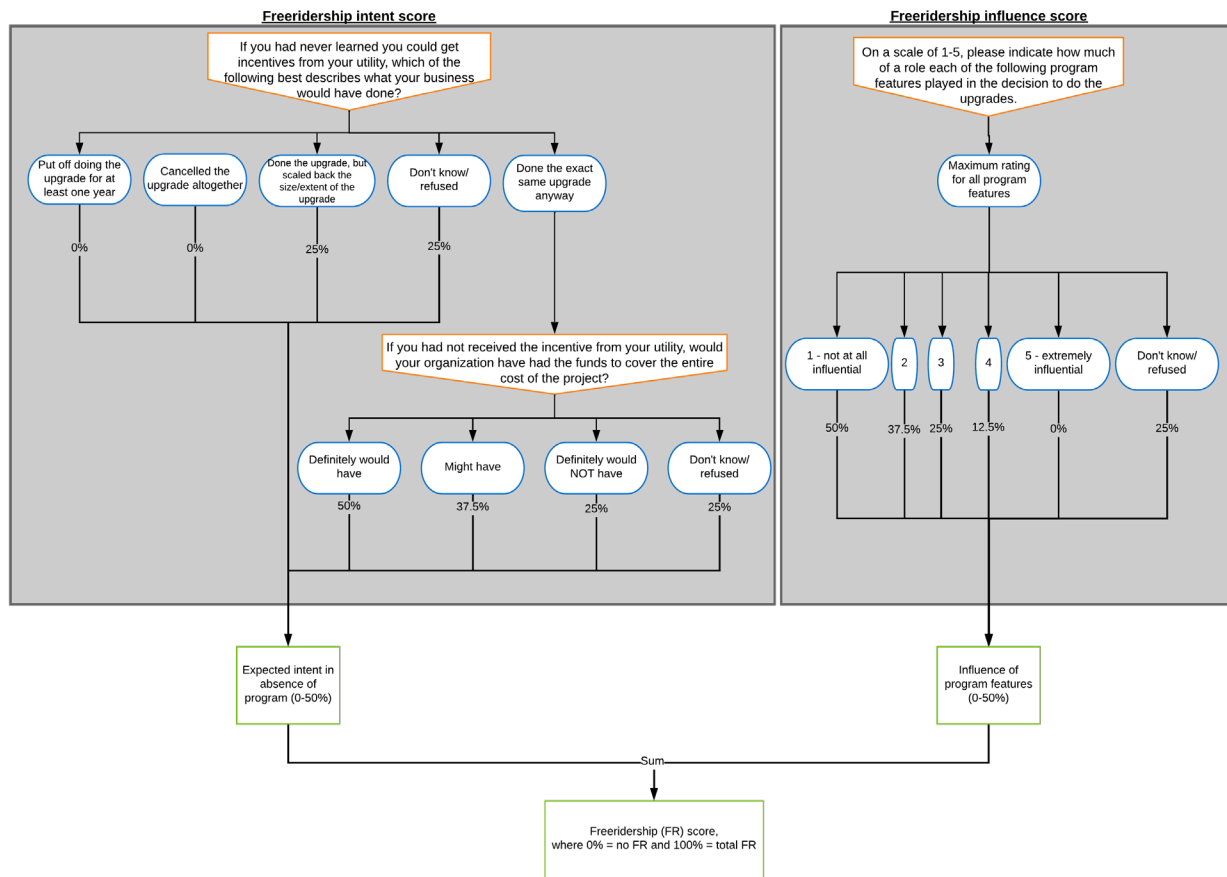 Freeridership intent score
If you had never learned you could get
incentives from your utility, which of the
following best describes what your business
would have done?
Put off doing the
upgrade for at
least one year
Cancelled the
upgrade altogether
Done the upgrade, but
scaled back the
size/extent of the
upgrade
Don't know/
refused
Done the exact
same upgrade
anyway
0%
0%
25%
25%
If you had not received the incentive from your utility, would
your organization have had the funds to cover the entire
cost of the project?
Definitely would
have
Might have
Definitely would
NOT have
Don't know/
refused
50%
37.5%
25%
25%
Freeridership influence score
On a scale of 1-5, please indicate how much
of a role each of the following program
features played in the decision to do the
upgrades.
Maximum rating
for all program
features
1 - not at all
influential
2
3
4
5 - extremely
influential
Don't know/
refused
50%
37.5%
25%
12.5%
0%
25%
Expected intent in
absence of
program (0-50%)
Influence of
program features
(0-50%)
Sum
Freeridership (FR) score,
where 0% = no FR and 100% = total FR